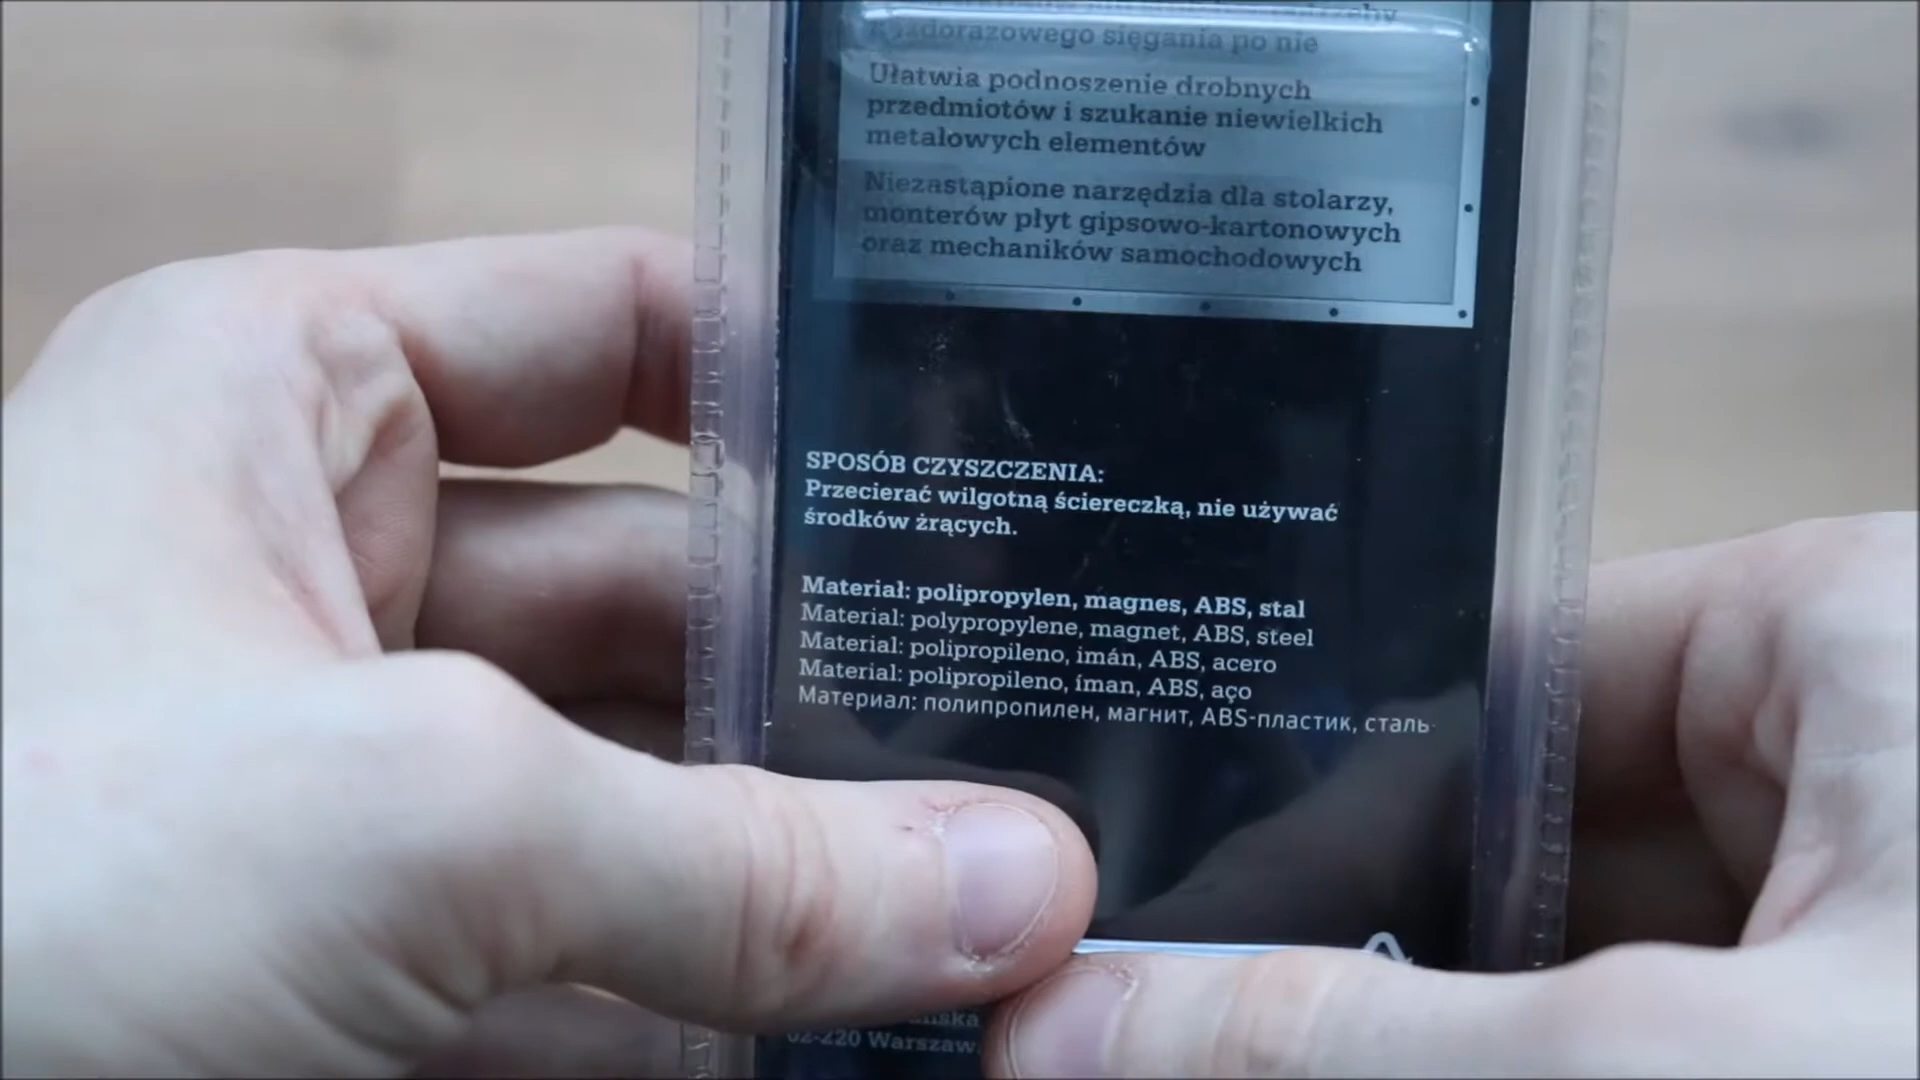 sięgania po nie
Ułatwia podnoszenie drobnych
przedmiotów i szukanie niewielkich
metalowych elementów
Niezastąpione narzędzia dla stolarzy,
monterów płyt gipsowo-kartonowych
oraz mechaników samochodowych
SPOSÓB CZYSZCZENIA:
Przecierać wilgotną ściereczką, nie używać
środków żrących.
Materiał: polipropylen, magnes, ABS, stal
Material: polypropylene, magnet, ABS, steel
Material: polipropileno, imán, ABS, acero
Material: polipropileno, íman, ABS, aço
Материал: полипропилен, магнит, ABS-пластик, сталь
02-220 Warszaw